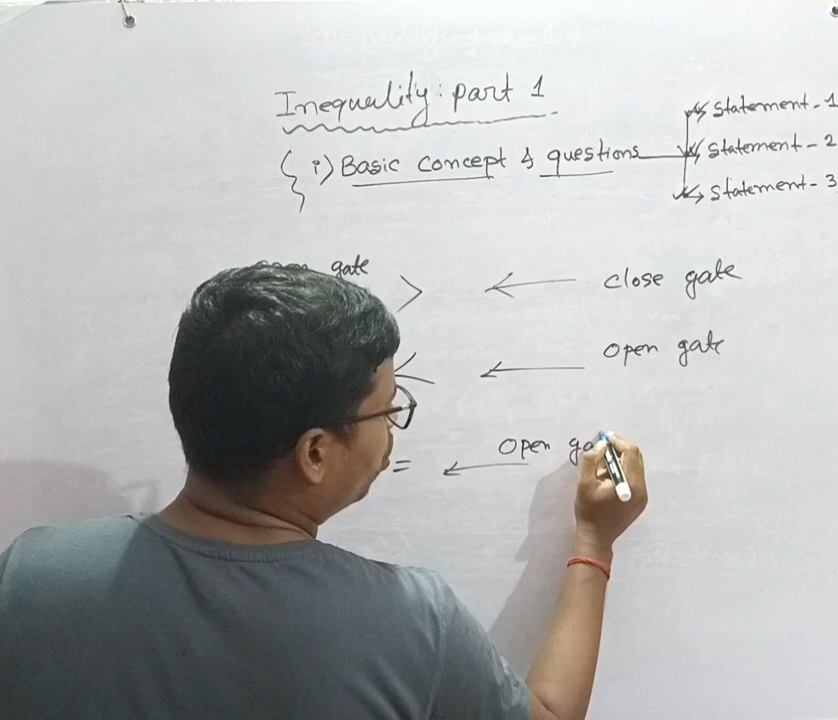 Inequality: part 1
i) Basic concept & questions
Statement - 1
Statement - 2
Statement - 3
gate > ← close gate
< ← open gate
= ← open ga